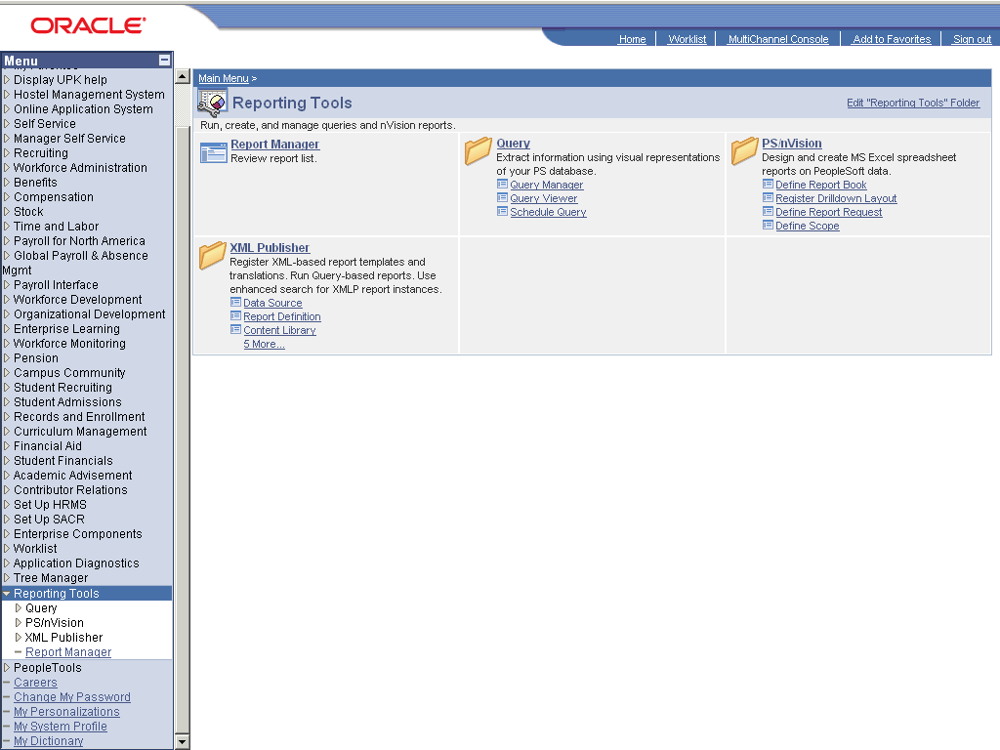 ORACLE®
Home
Worklist
MultiChannel Console
Add to Favorites
Sign out
Menu
Display UPK help
Hostel Management System
Online Application System
Self Service
Manager Self Service
Recruiting
Workforce Administration
Benefits
Compensation
Stock
Time and Labor
Payroll for North America
Global Payroll & Absence
Mgmt
Payroll Interface
Workforce Development
Organizational Development
Enterprise Learning
Workforce Monitoring
Pension
Campus Community
Student Recruiting
Student Admissions
Records and Enrollment
Curriculum Management
Financial Aid
Student Financials
Academic Advisement
Contributor Relations
Set Up HRMS
Set Up SACR
Enterprise Components
Worklist
Application Diagnostics
Tree Manager
Reporting Tools
Query
PS/nVision
XML Publisher
Report Manager
PeopleTools
Careers
Change My Password
My Personalizations
My System Profile
My Dictionary
Main Menu >
Reporting Tools
Edit "Reporting Tools" Folder
Run, create, and manage queries and nVision reports.
Report Manager
Review report list.
Query
Extract information using visual representations
of your PS database.
Query Manager
Query Viewer
Schedule Query
PS/nVision
Design and create MS Excel spreadsheet
reports on PeopleSoft data.
Define Report Book
Register Drilldown Layout
Define Report Request
Define Scope
XML Publisher
Register XML-based report templates and
translations. Run Query-based reports. Use
enhanced search for XMLP report instances.
Data Source
Report Definition
Content Library
5 More...